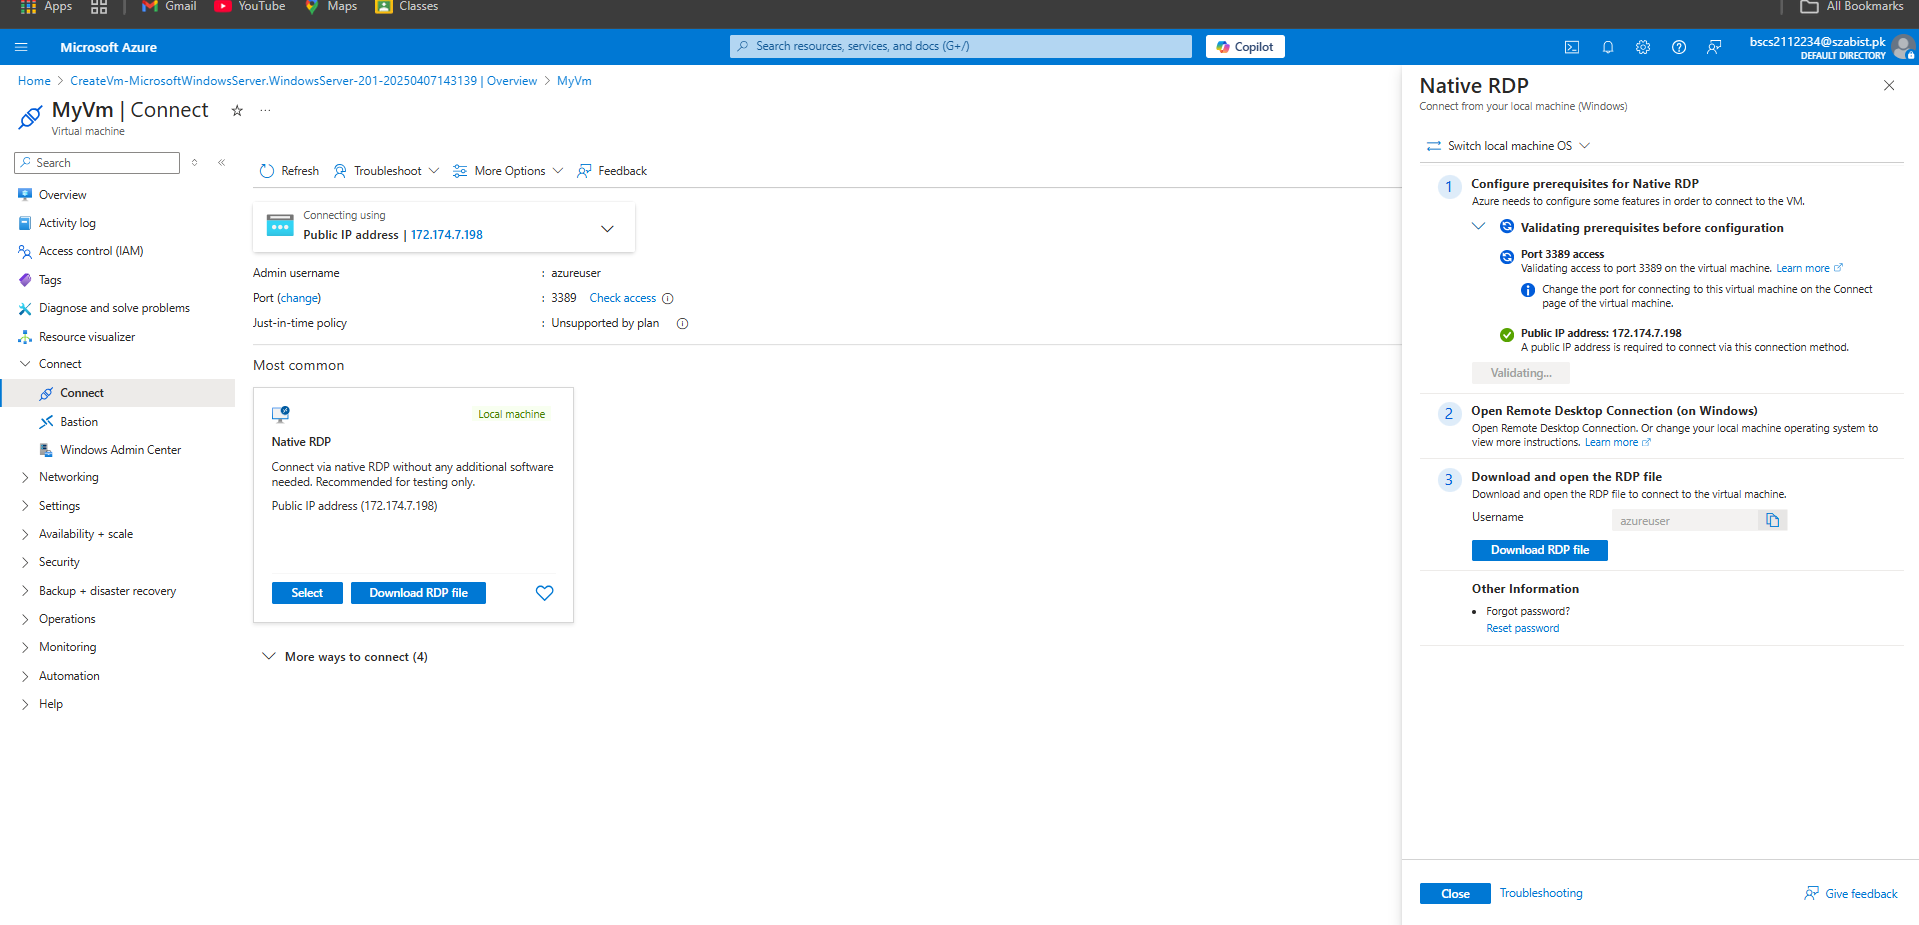 Apps Gmail YouTube Maps Classes All Bookmarks
Microsoft Azure Search resources, services, and docs (G+/) Copilot bscs2112234@szabist.pk
DEFAULT DIRECTORY
Home > CreateVm-MicrosoftWindowsServer.WindowsServer-201-20250407143139 | Overview > MyVm
MyVm | Connect ...
Virtual machine
Search
Overview
Activity log
Access control (IAM)
Tags
Diagnose and solve problems
Resource visualizer
Connect
Connect
Bastion
Windows Admin Center
Networking
Settings
Availability + scale
Security
Backup + disaster recovery
Operations
Monitoring
Automation
Help
Refresh Troubleshoot More Options Feedback
Connecting using
Public IP address | 172.174.7.198
Admin username : azureuser
Port (change) : 3389 Check access
Just-in-time policy : Unsupported by plan
Most common
Local machine
Native RDP
Connect via native RDP without any additional software
needed. Recommended for testing only.
Public IP address (172.174.7.198)
Select Download RDP file
More ways to connect (4)
Native RDP
Connect from your local machine (Windows)
Switch local machine OS
1 Configure prerequisites for Native RDP
Azure needs to configure some features in order to connect to the VM.
Validating prerequisites before configuration
Port 3389 access
Validating access to port 3389 on the virtual machine. Learn more
Change the port for connecting to this virtual machine on the Connect
page of the virtual machine.
Public IP address: 172.174.7.198
A public IP address is required to connect via this connection method.
Validating...
2 Open Remote Desktop Connection (on Windows)
Open Remote Desktop Connection. Or change your local machine operating system to
view more instructions. Learn more
3 Download and open the RDP file
Download and open the RDP file to connect to the virtual machine.
Username azureuser
Download RDP file
Other Information
• Forgot password?
Reset password
Close Troubleshooting Give feedback